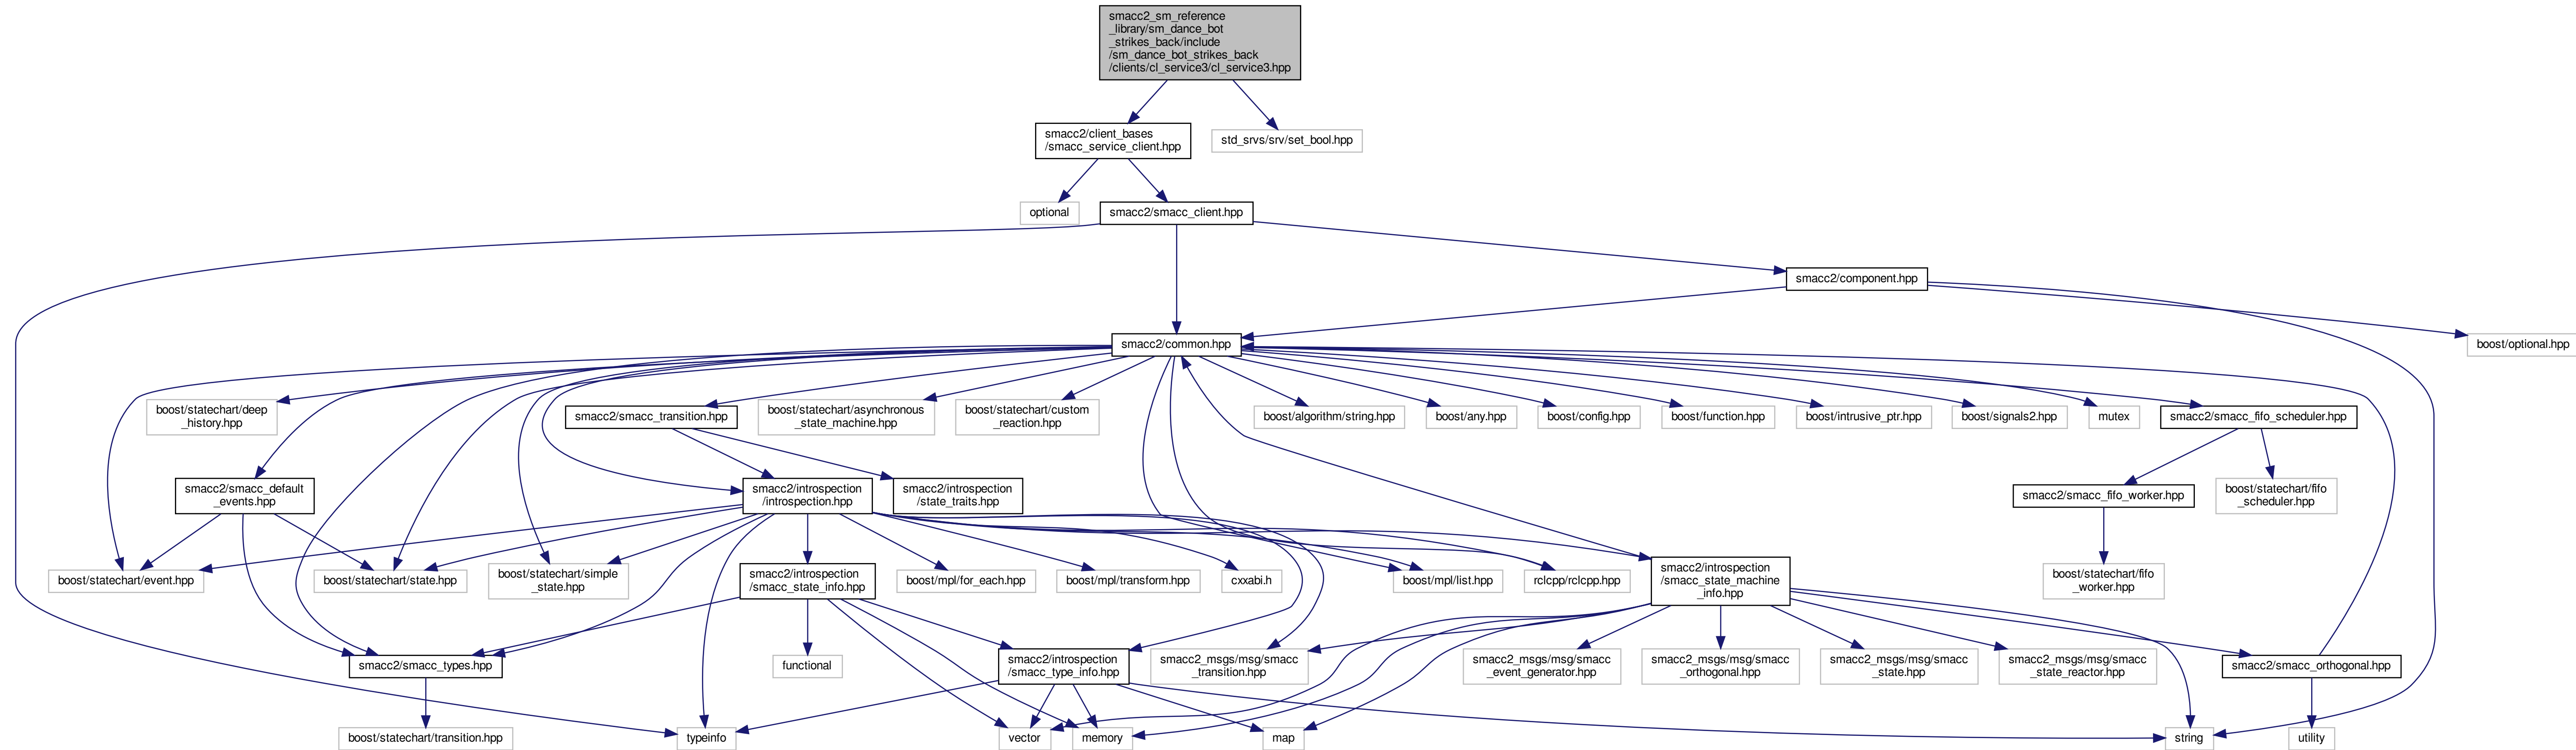 smacc2_sm_reference
_library/sm_dance_bot
_strikes_back/include
/sm_dance_bot_strikes_back
/clients/cl_service3/cl_service3.hpp
smacc2/client_bases
/smacc_service_client.hpp
std_srvs/srv/set_bool.hpp
optional
smacc2/smacc_client.hpp
smacc2/component.hpp
smacc2/common.hpp
boost/optional.hpp
boost/statechart/deep
_history.hpp
smacc2/smacc_transition.hpp
boost/statechart/asynchronous
_state_machine.hpp
boost/statechart/custom
_reaction.hpp
boost/algorithm/string.hpp
boost/any.hpp
boost/config.hpp
boost/function.hpp
boost/intrusive_ptr.hpp
boost/signals2.hpp
mutex
smacc2/smacc_fifo_scheduler.hpp
smacc2/smacc_default
_events.hpp
smacc2/introspection
/introspection.hpp
smacc2/introspection
/state_traits.hpp
smacc2/smacc_fifo_worker.hpp
boost/statechart/fifo
_scheduler.hpp
boost/statechart/event.hpp
boost/statechart/state.hpp
boost/statechart/simple
_state.hpp
smacc2/introspection
/smacc_state_info.hpp
boost/mpl/for_each.hpp
boost/mpl/transform.hpp
cxxabi.h
boost/mpl/list.hpp
rclcpp/rclcpp.hpp
smacc2/introspection
/smacc_state_machine
_info.hpp
boost/statechart/fifo
_worker.hpp
smacc2/smacc_types.hpp
functional
smacc2/introspection
/smacc_type_info.hpp
smacc2_msgs/msg/smacc
_transition.hpp
smacc2_msgs/msg/smacc
_event_generator.hpp
smacc2_msgs/msg/smacc
_orthogonal.hpp
smacc2_msgs/msg/smacc
_state.hpp
smacc2_msgs/msg/smacc
_state_reactor.hpp
smacc2/smacc_orthogonal.hpp
boost/statechart/transition.hpp
typeinfo
vector
memory
map
string
utility